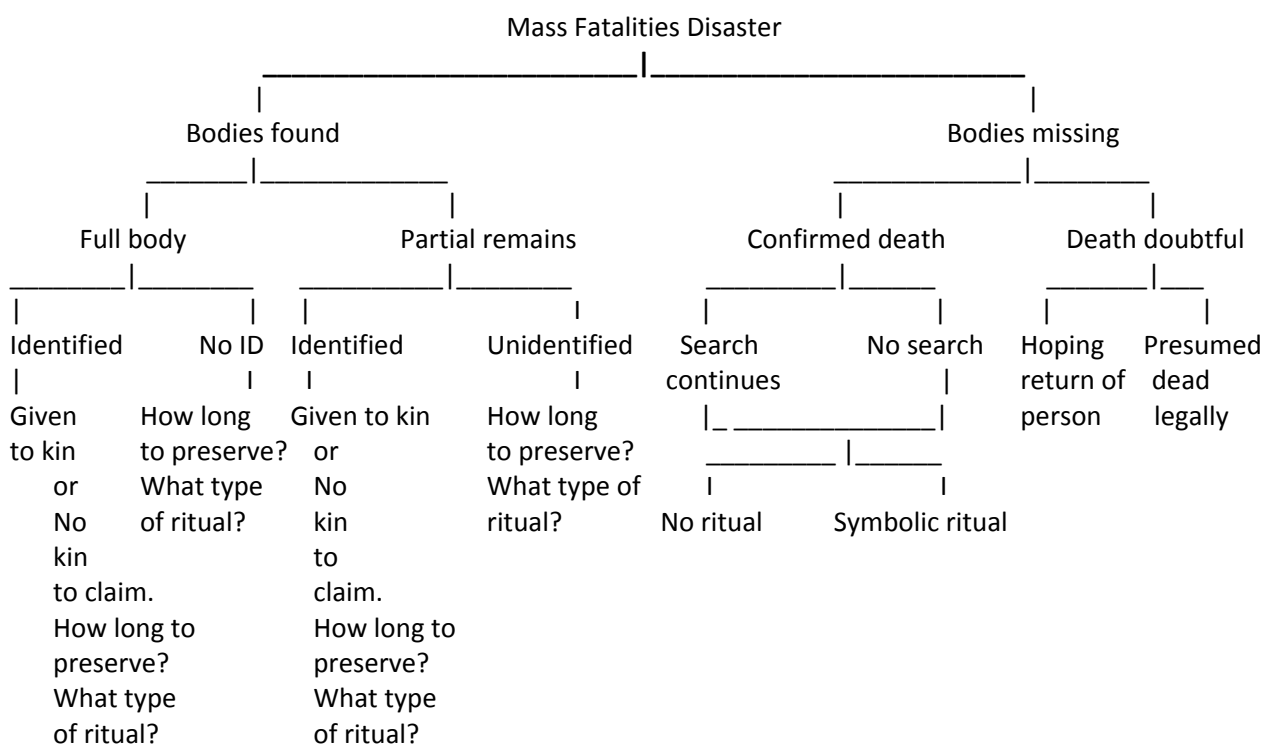 Mass Fatalities Disaster
Bodies found
Bodies missing
Full body
Partial remains
Confirmed death
Death doubtful
Identified
No ID
Identified
Unidentified
Search
continues
No search
Hoping
return of
person
Presumed
dead
legally
Given
to kin
or
No
kin
to claim.
How long to
preserve?
What type
of ritual?
How long
to preserve?
What type
of ritual?
Given to kin
or
No
kin
to
claim.
How long to
preserve?
What type
of ritual?
How long
to preserve?
What type of
ritual?
No ritual
Symbolic ritual